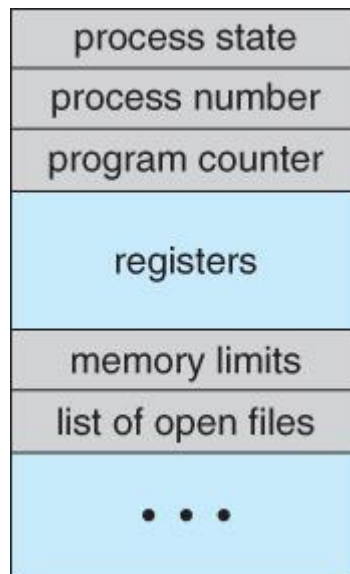 process state
process number
program counter
registers
memory limits
list of open files
• • •